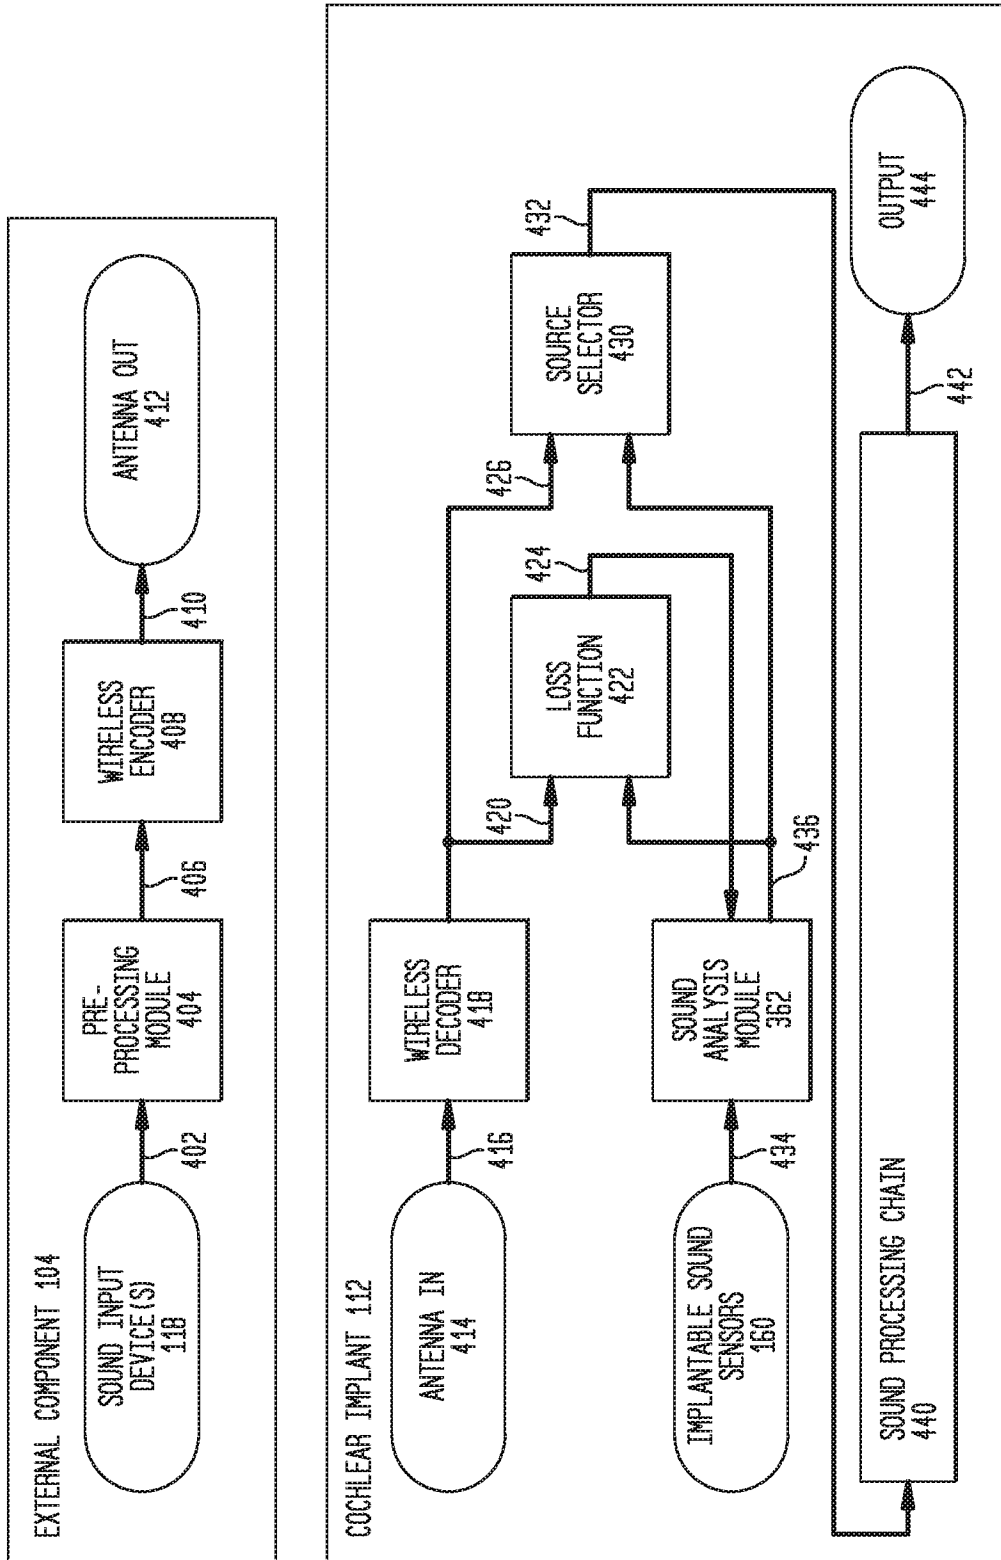 EXTERNAL COMPONENT 104
SOUND INPUT
DEVICE(S)
118
402
PRE-
PROCESSING
MODULE
404
406
WIRELESS
ENCODER
408
410
ANTENNA OUT
412
COCHLEAR IMPLANT 112
ANTENNA IN
414
416
WIRELESS
DECODER
418
420
LOSS
FUNCTION
422
424
426
SOURCE
SELECTOR
430
432
IMPLANTABLE SOUND
SENSORS
160
434
SOUND
ANALYSIS
MODULE
362
436
SOUND PROCESSING CHAIN
440
442
OUTPUT
444